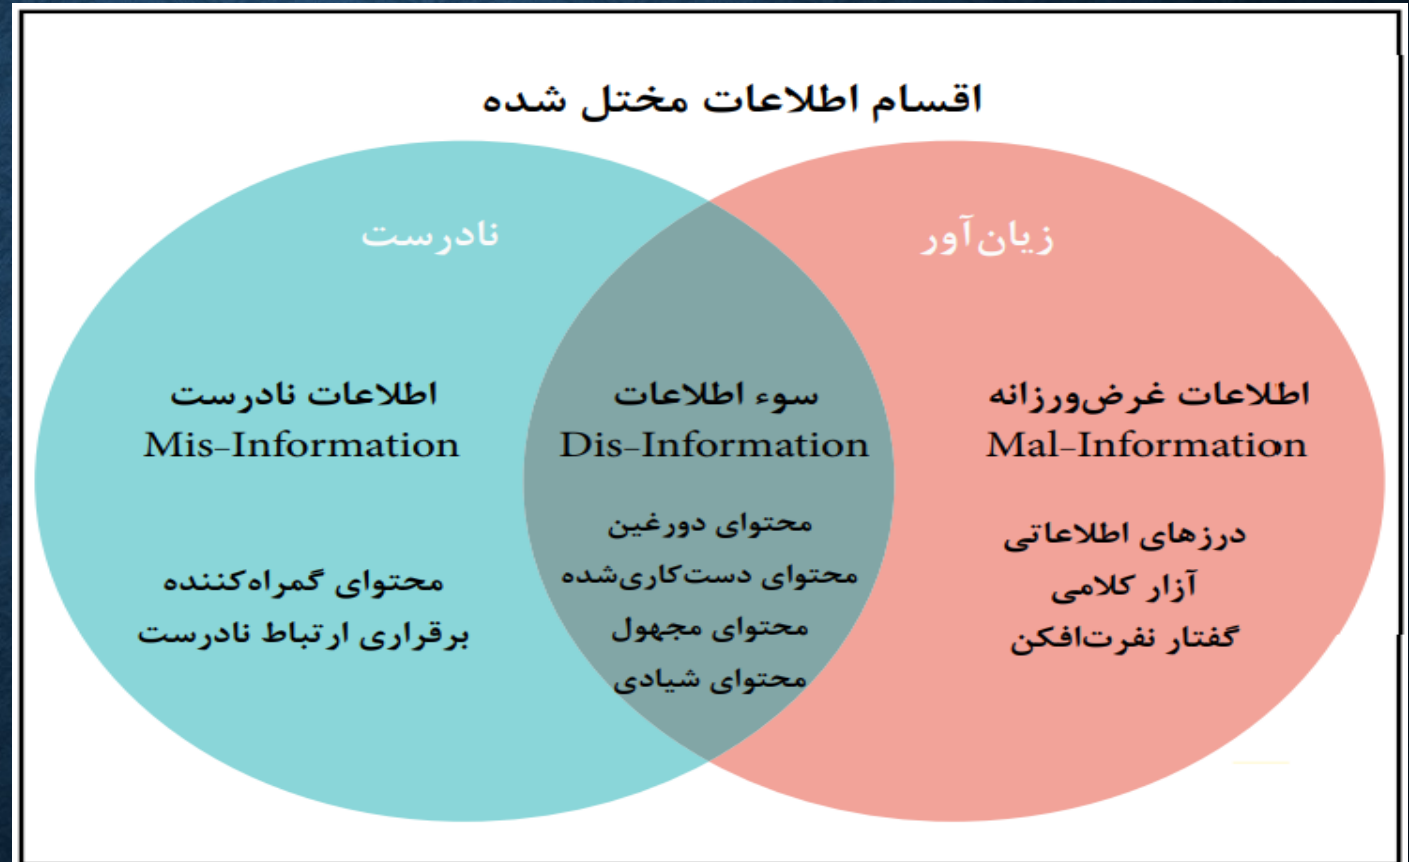 اقسام اطلاعات مختل شده
زیان‌آور
نادرست
اطلاعات غرض‌ورزانه
Mal-Information
درزهای اطلاعاتی
آزار کلامی
گفتار نفرت‌افکن
سوء اطلاعات
Dis-Information
محتوای دورغین
محتوای دست‌کاری‌شده
محتوای مجهول
محتوای شیادی
اطلاعات نادرست
Mis-Information
محتوای گمراه‌کننده
برقراری ارتباط نادرست